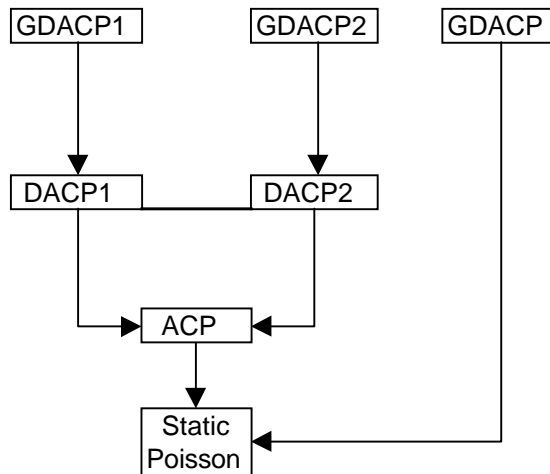 GDACP1
GDACP2
GDACP
DACP1
DACP2
ACP
Static
Poisson